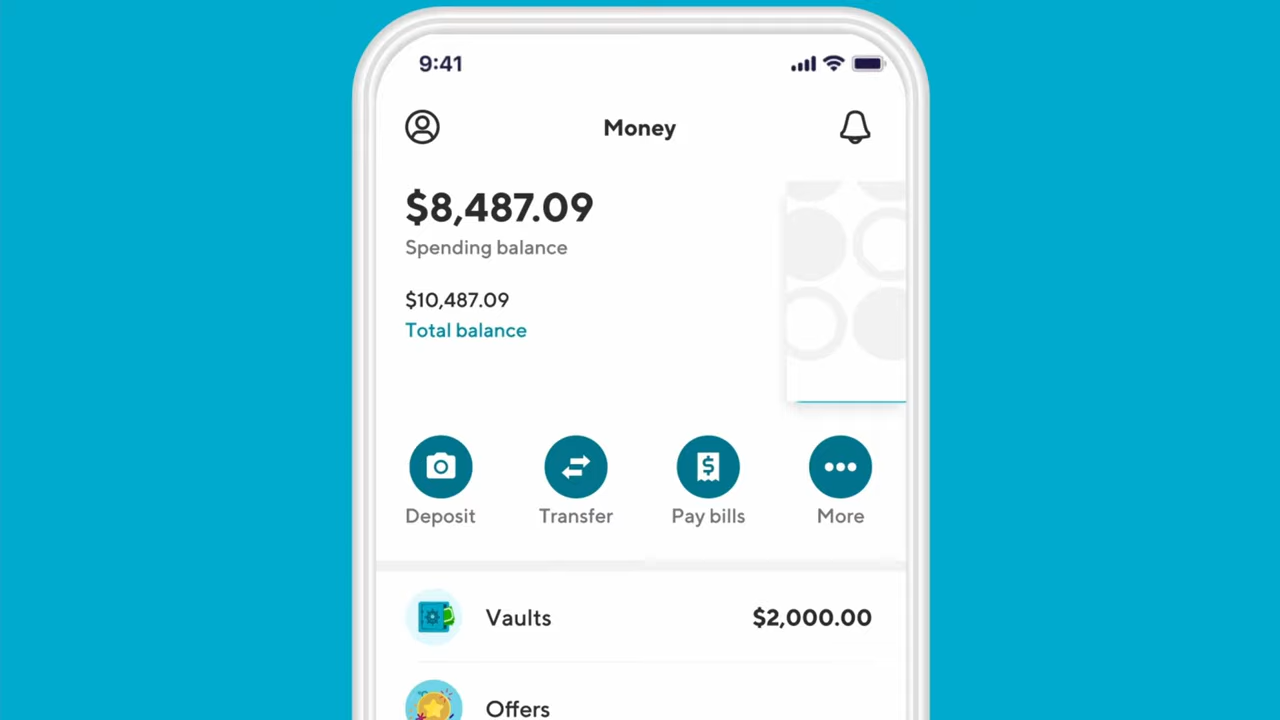 9:41
Money
$8,487.09
Spending balance
$10,487.09
Total balance
Deposit Transfer Pay bills More
Vaults $2,000.00
Offers